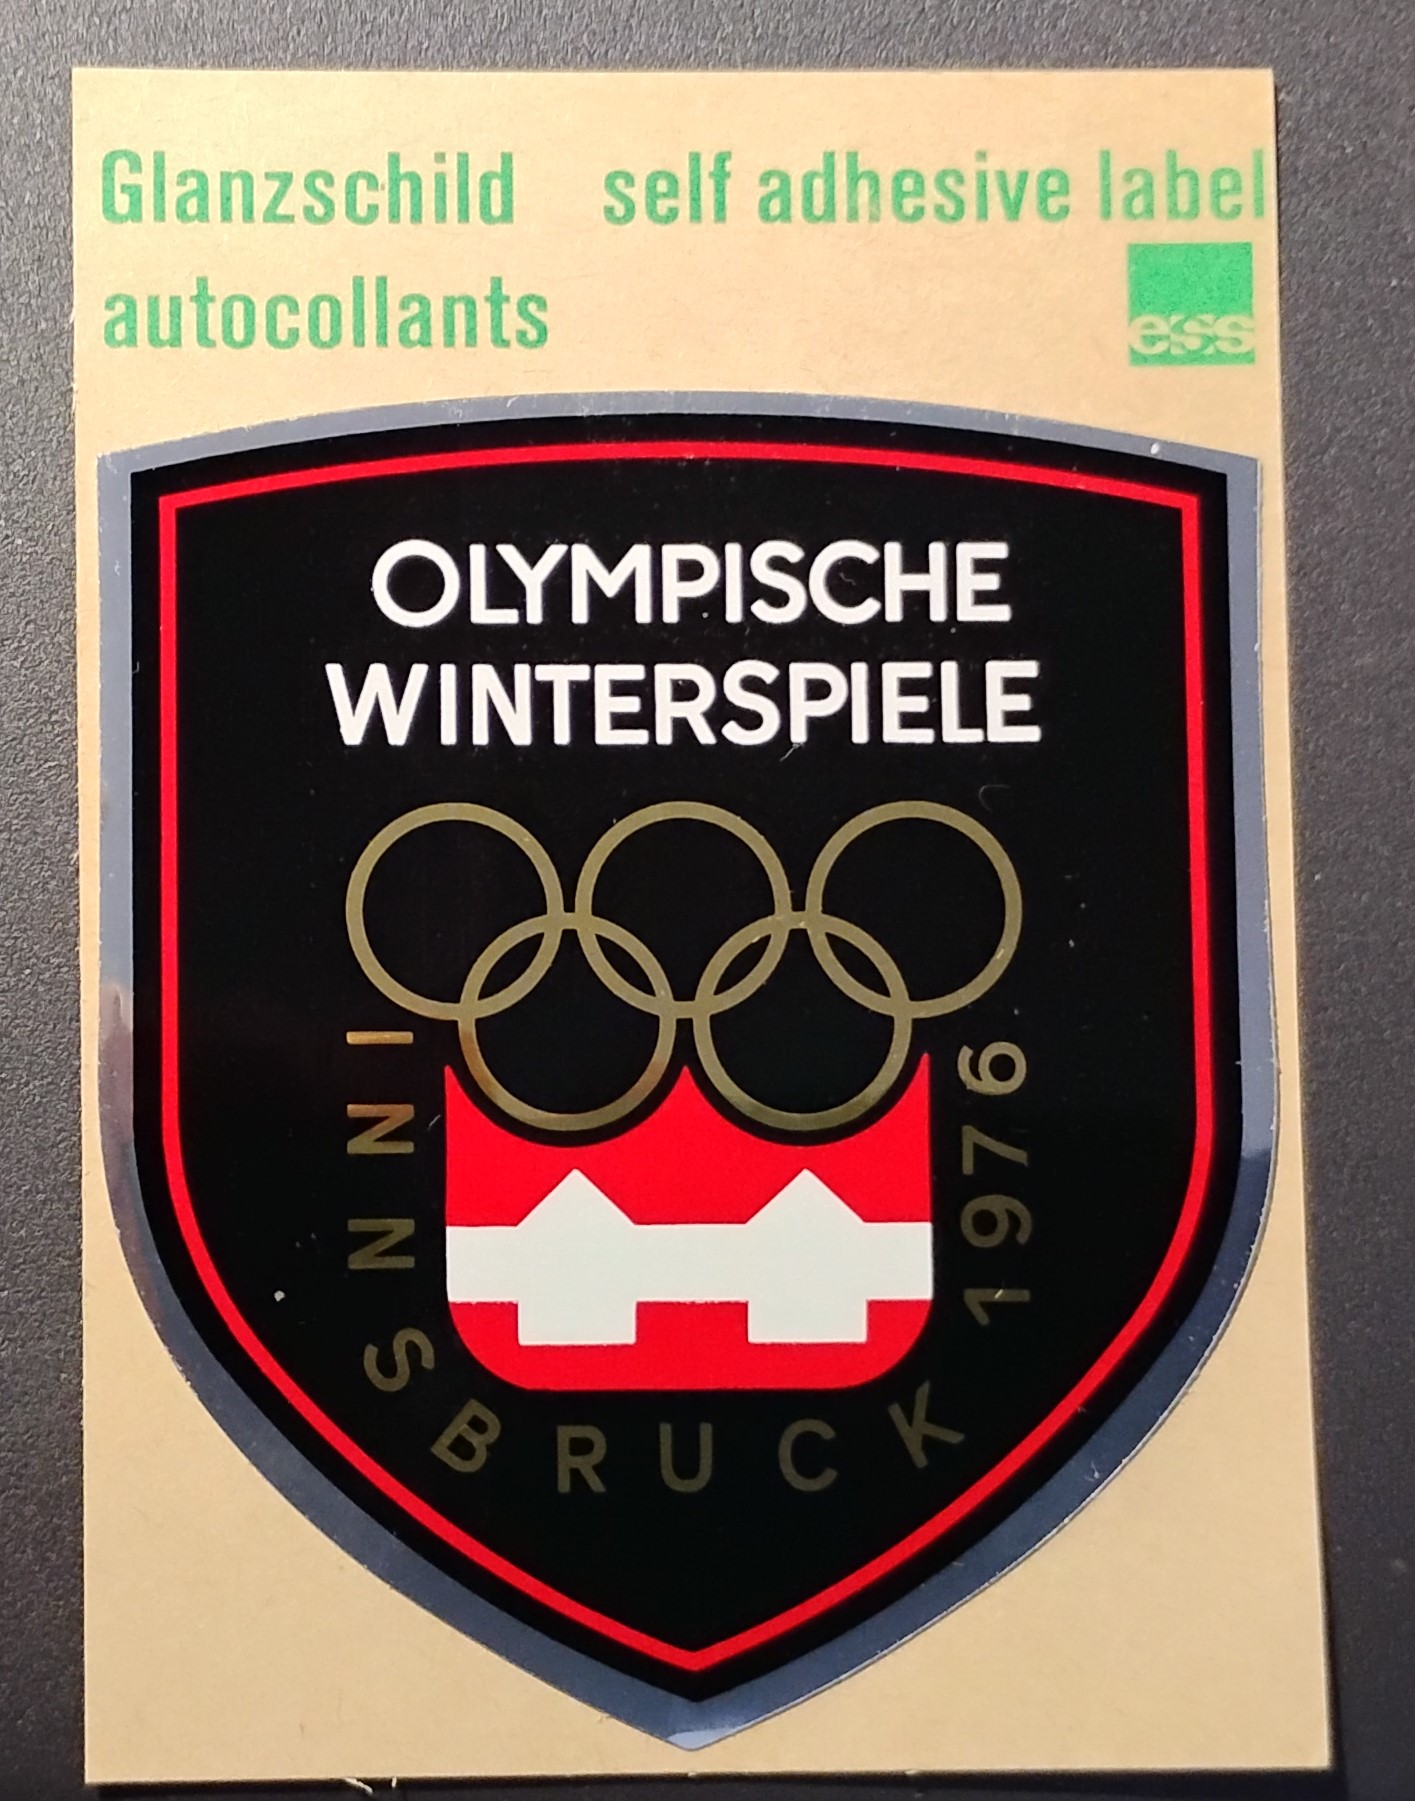 Glanzschild self adhesive label
autocollants
ess
OLYMPISCHE
WINTERSPIELE
INNSBRUCK 1976